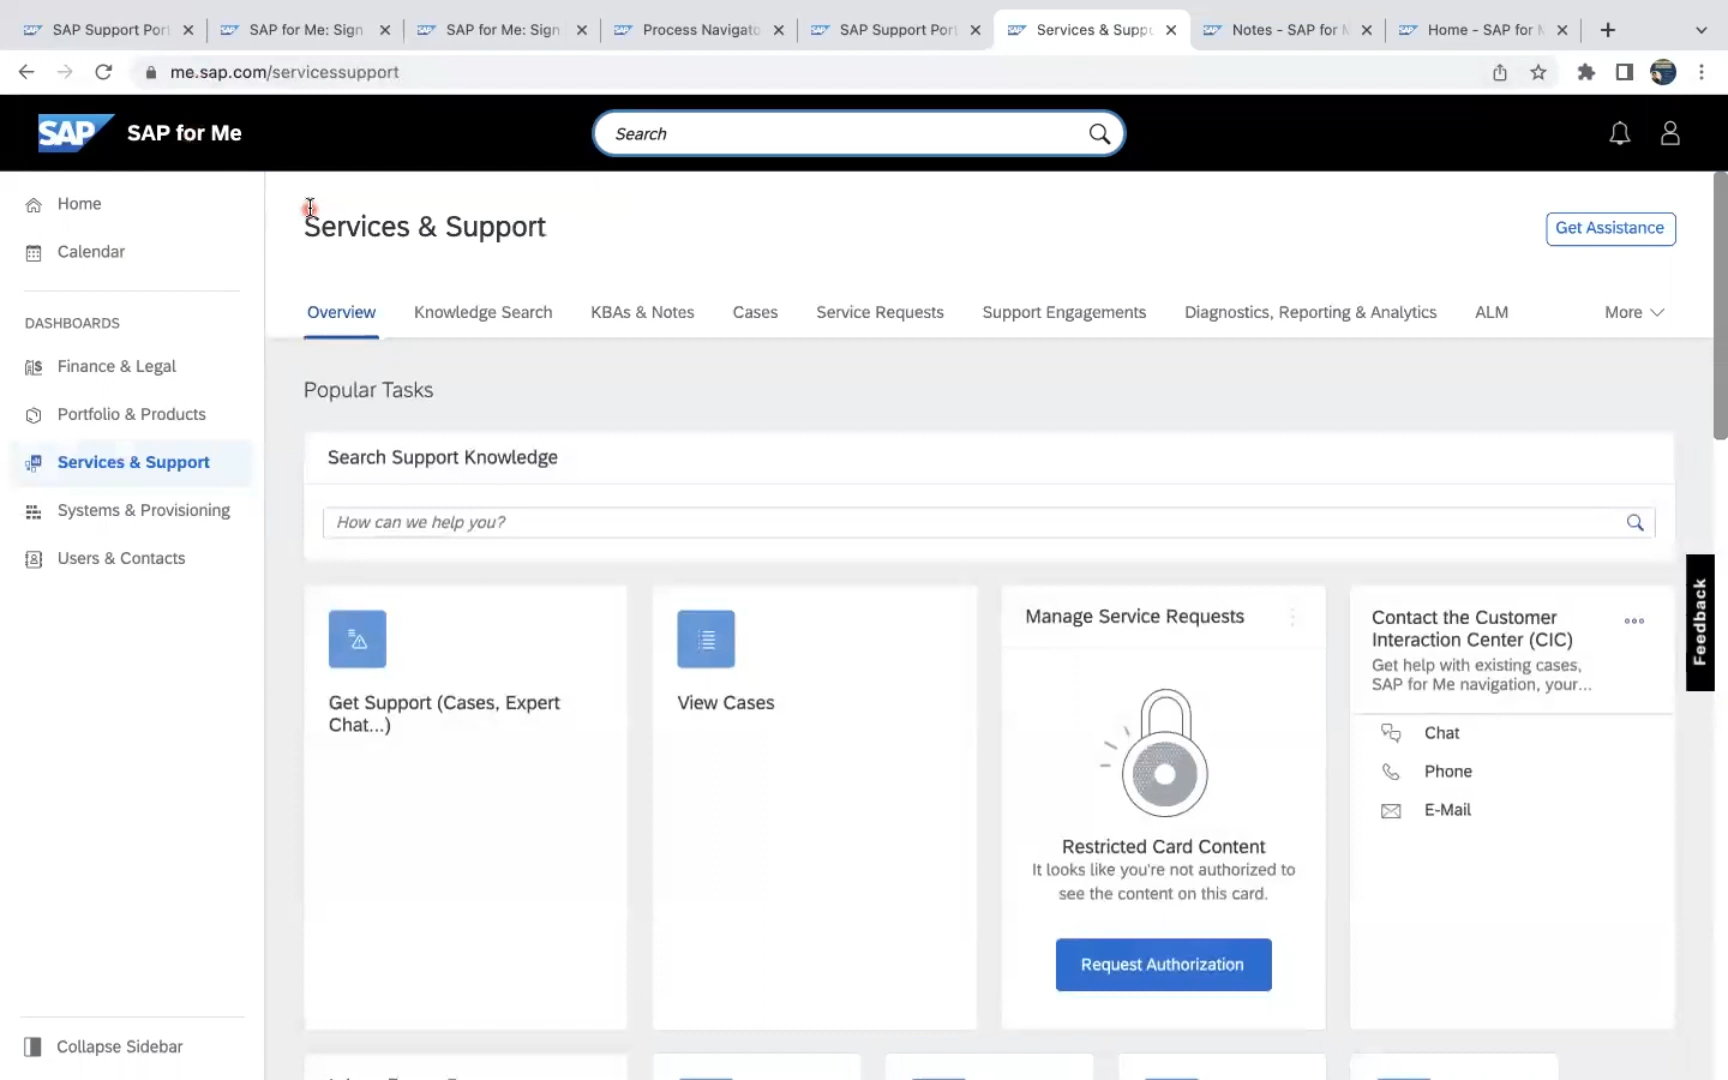 SAP Support Port
SAP for Me: Sign
SAP for Me: Sign
Process Navigato
SAP Support Port
Services & Suppo
Notes - SAP for M
Home - SAP for M
me.sap.com/servicessupport
SAP
SAP for Me
Search
Home
Calendar
DASHBOARDS
Finance & Legal
Portfolio & Products
Services & Support
Systems & Provisioning
Users & Contacts
Collapse Sidebar
Services & Support
Get Assistance
Overview
Knowledge Search
KBAs & Notes
Cases
Service Requests
Support Engagements
Diagnostics, Reporting & Analytics
ALM
More
Popular Tasks
Search Support Knowledge
How can we help you?
Get Support (Cases, Expert
Chat...)
View Cases
Manage Service Requests
Restricted Card Content
It looks like you're not authorized to
see the content on this card.
Request Authorization
Contact the Customer
Interaction Center (CIC)
Get help with existing cases,
SAP for Me navigation, your...
Chat
Phone
E-Mail
Feedback